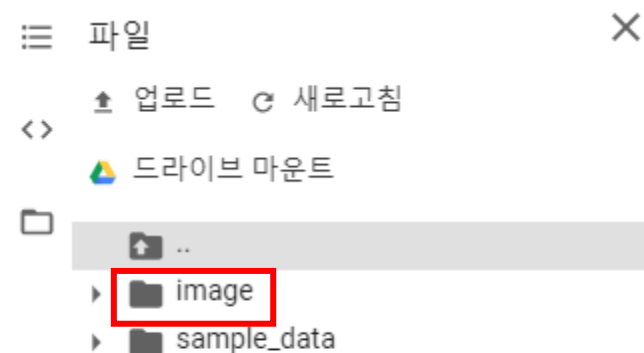 파일
업로드 새로고침
드라이브 마운트
..
image
sample_data